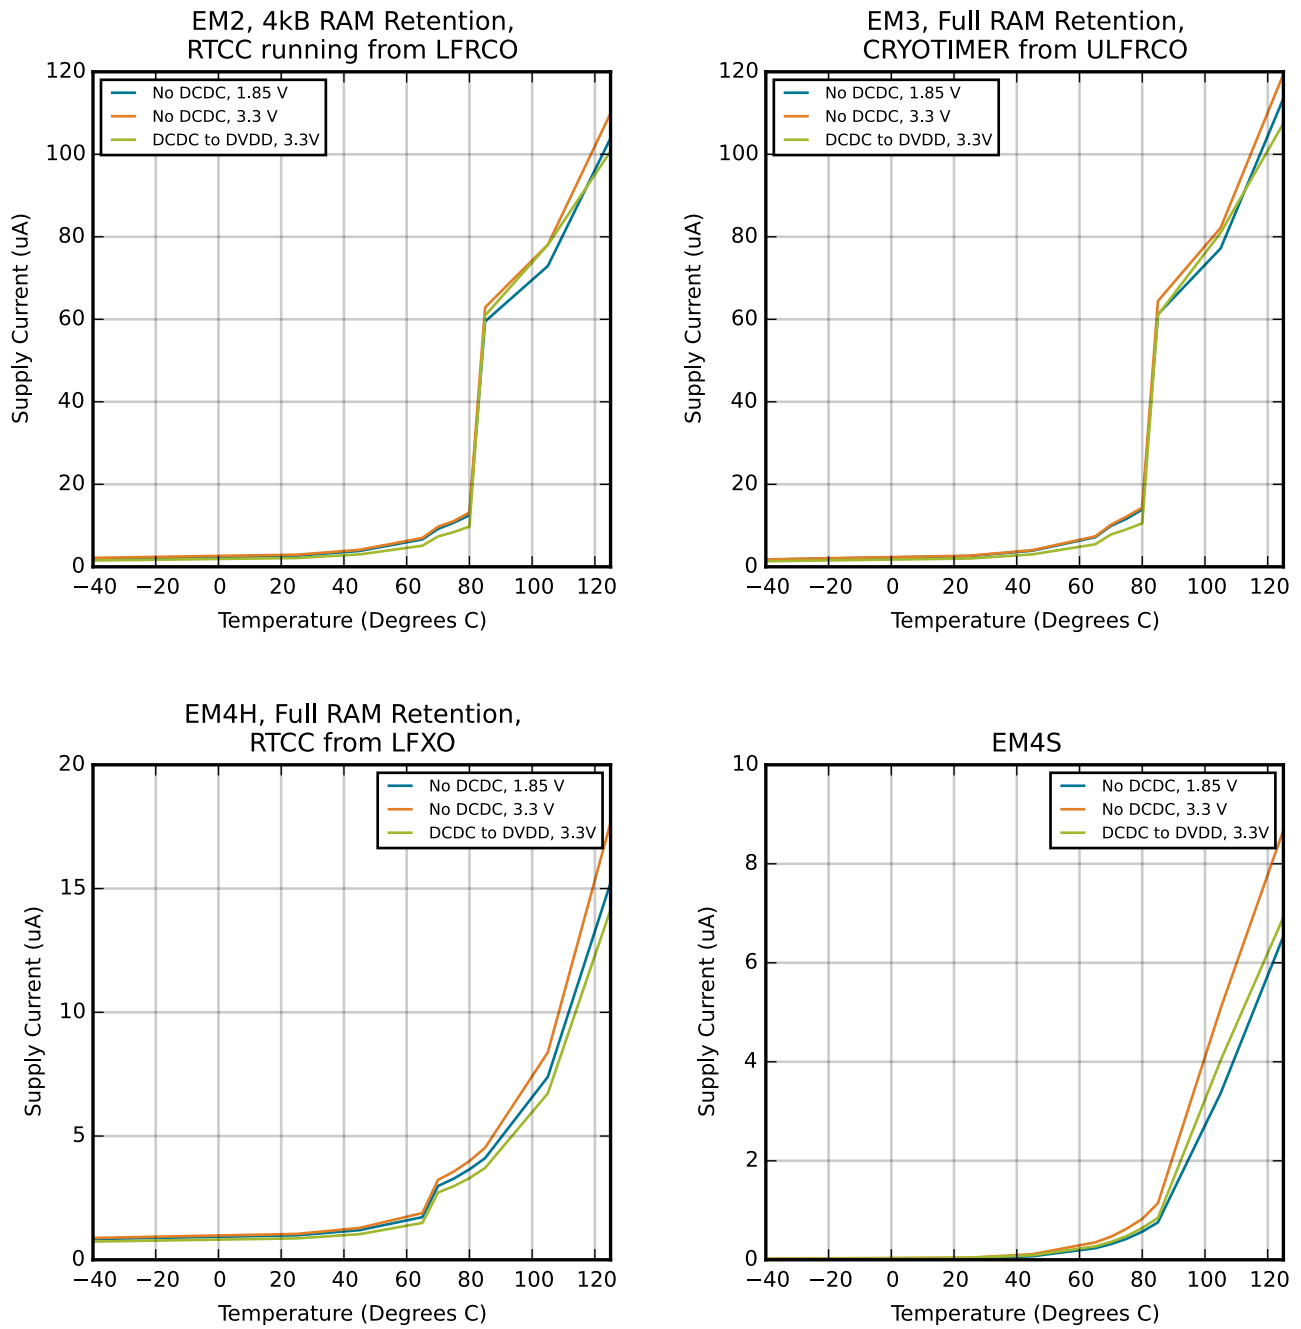 EM2, 4kB RAM Retention,
RTCC running from LFRCO
120
100
80
60
40
20
0
Supply Current (uA)
No DCDC, 1.85 V
No DCDC, 3.3 V
DCDC to DVDD, 3.3V
−40 −20 0 20 40 60 80 100 120
Temperature (Degrees C)
EM3, Full RAM Retention,
CRYOTIMER from ULFRCO
120
100
80
60
40
20
0
Supply Current (uA)
No DCDC, 1.85 V
No DCDC, 3.3 V
DCDC to DVDD, 3.3V
−40 −20 0 20 40 60 80 100 120
Temperature (Degrees C)
EM4H, Full RAM Retention,
RTCC from LFXO
20
15
10
5
0
Supply Current (uA)
No DCDC, 1.85 V
No DCDC, 3.3 V
DCDC to DVDD, 3.3V
−40 −20 0 20 40 60 80 100 120
Temperature (Degrees C)
EM4S
10
8
6
4
2
0
Supply Current (uA)
No DCDC, 1.85 V
No DCDC, 3.3 V
DCDC to DVDD, 3.3V
−40 −20 0 20 40 60 80 100 120
Temperature (Degrees C)